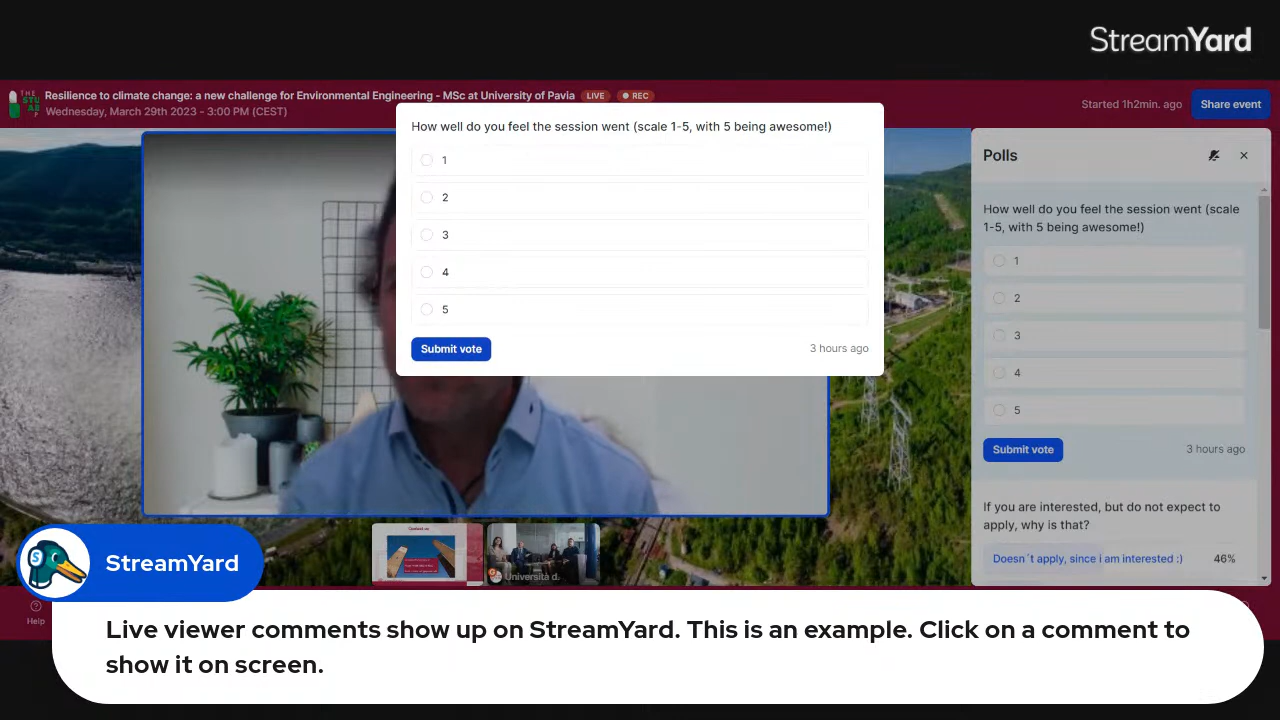 StreamYard
Resilience to climate change: a new challenge for Environmental Engineering - MSc at University of Pavia LIVE REC
Wednesday, March 29th 2023 - 3:00 PM (CEST)
Started 1h2min. ago
Share event
How well do you feel the session went (scale 1-5, with 5 being awesome!)
1
2
3
4
5
Submit vote
3 hours ago
Polls
How well do you feel the session went (scale
1-5, with 5 being awesome!)
1
2
3
4
5
Submit vote
3 hours ago
If you are interested, but do not expect to
apply, why is that?
Doesn´t apply, since i am interested :)
46%
Università d.
Help
StreamYard
Live viewer comments show up on StreamYard. This is an example. Click on a comment to
show it on screen.